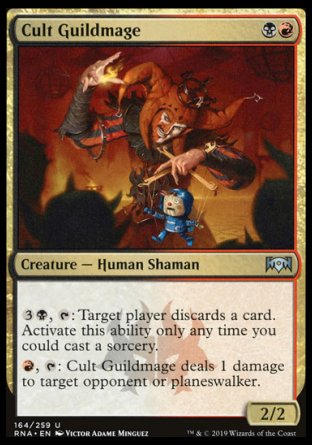 Cult Guildmage
Creature — Human Shaman
3B, T: Target player discards a card.
Activate this ability only any time you
could cast a sorcery.
R, T: Cult Guildmage deals 1 damage
to target opponent or planeswalker.
2/2
164/259 U
RNA • EN Victor Adame Minguez
™ & © 2019 Wizards of the Coast